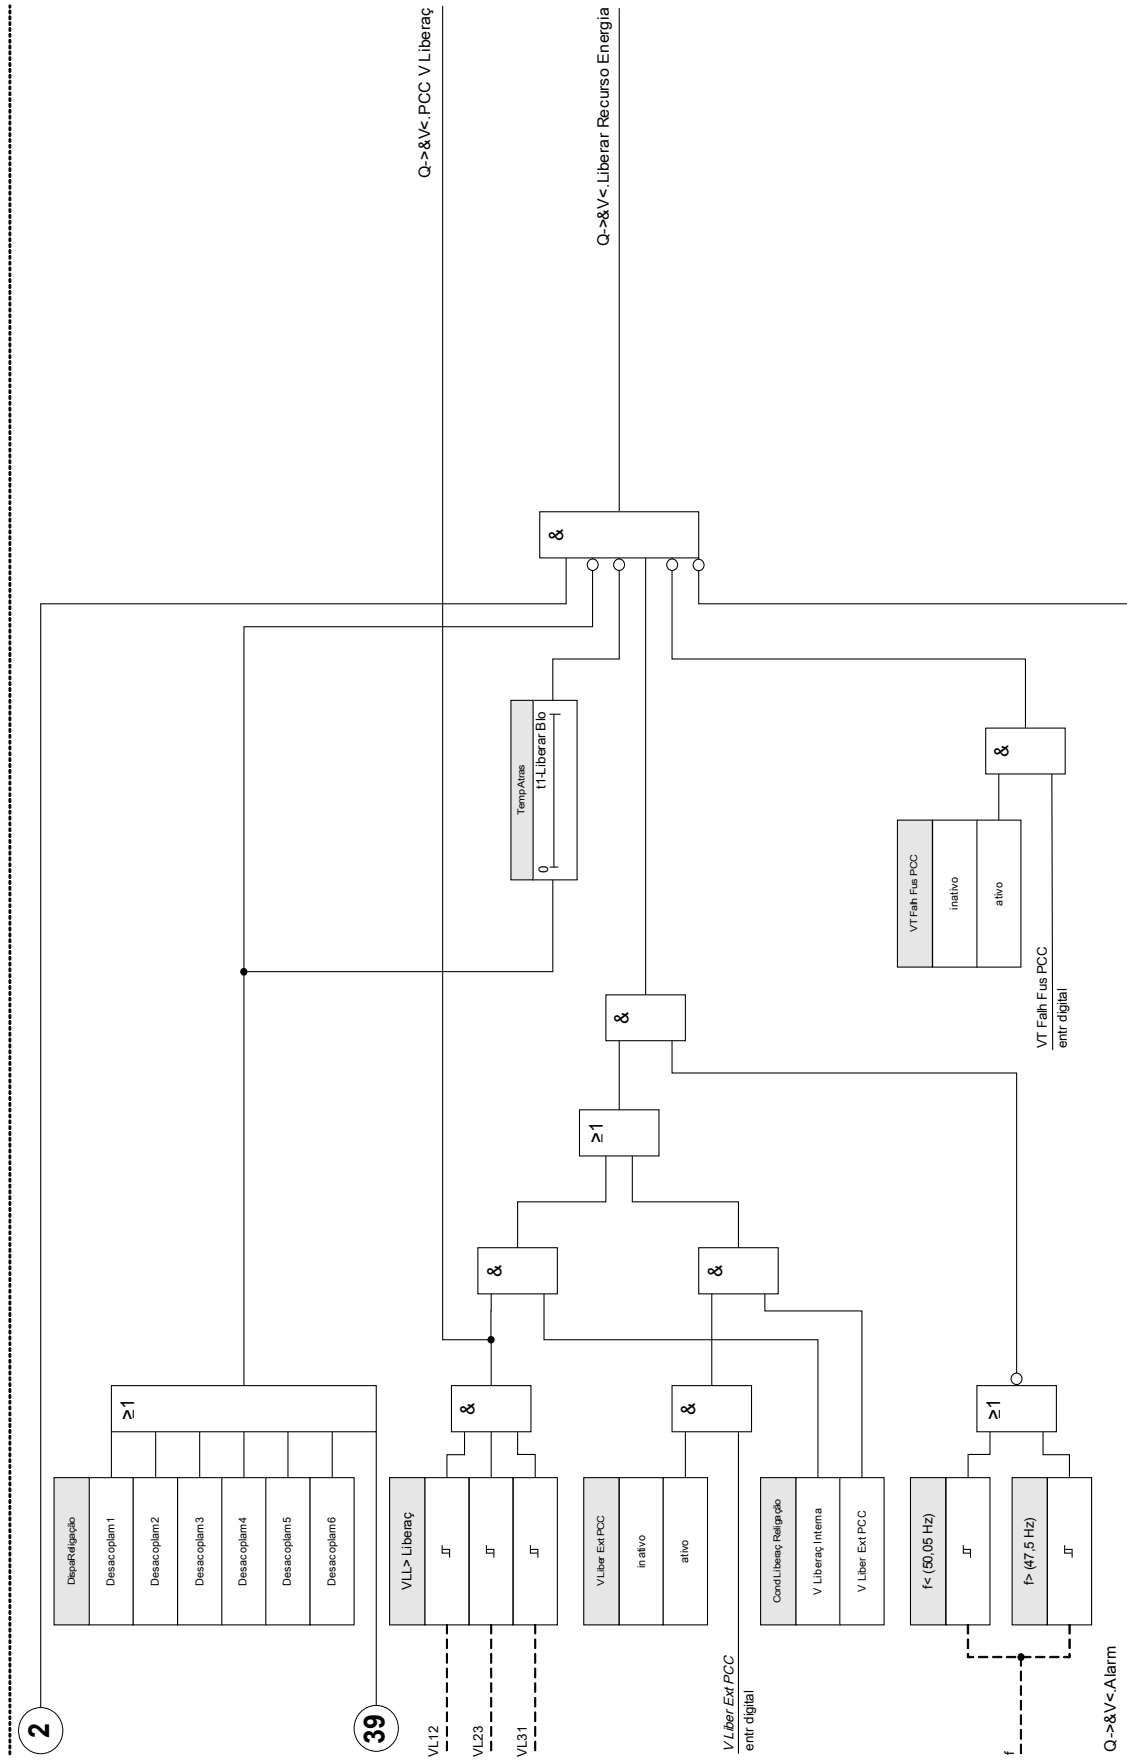 2
DispaReligação
Desacoplam1
Desacoplam2
Desacoplam3
Desacoplam4
Desacoplam5
Desacoplam6
≥1
39
Q->&V<.PCC V Liberaç
Q->&V<.Liberar Recurso Energia
&
TempAtras
0
t1-Liberar Blo
VLL> Liberaç
VL12
VL23
VL31
&
&
≥1
&
V Liber Ext PCC
inativo
ativo
V Liber Ext PCC
entr digital
&
&
Cond Liberaç Religação
V Liberaç Interna
V Liber Ext PCC
VT Falh Fus PCC
inativo
ativo
VT Falh Fus PCC
entr digital
&
f< (50,05 Hz)
f> (47,5 Hz)
≥1
f
Q->&V<.Alarm